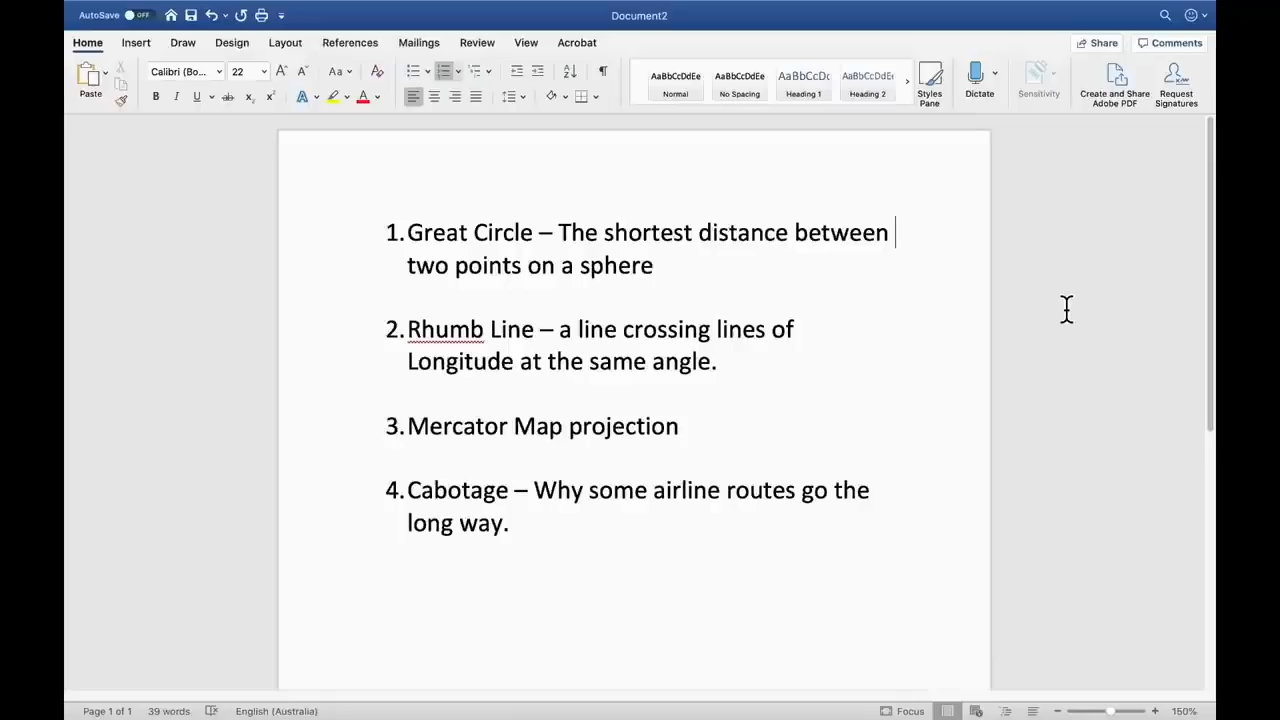 AutoSave OFF Document2
Home Insert Draw Design Layout References Mailings Review View Acrobat Share Comments
Calibri (Bo... 22 Aa AaBbCcDdEe AaBbCcDdEe AaBbCcDc AaBbCcDdEe
Paste Normal No Spacing Heading 1 Heading 2 Styles Pane Dictate Sensitivity Create and Share Adobe PDF Request Signatures
1. Great Circle – The shortest distance between
two points on a sphere
2. Rhumb Line – a line crossing lines of
Longitude at the same angle.
3. Mercator Map projection
4. Cabotage – Why some airline routes go the
long way.
Page 1 of 1 39 words English (Australia) Focus 150%